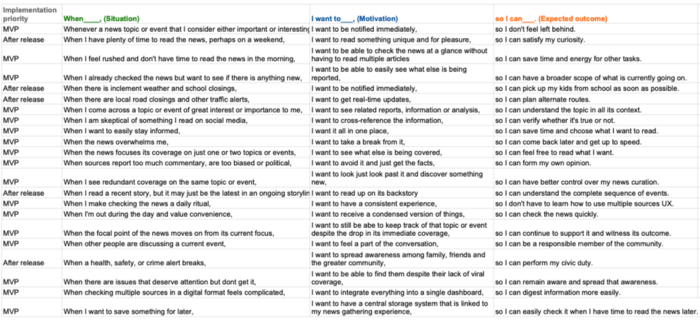 Implementation
priority When____, (Situation) I want to___, (Motivation) so I can____. (Expected outcome)
MVP Whenever a news topic or event that I consider either important or interesting I want to be notified immediately, so I don't feel left behind.
After release When I have plenty of time to read the news, perhaps on a weekend, I want to read something unique and for pleasure, so I can satisfy my curiosity.
I want to be able to check the news at a glance without
MVP When I feel rushed and don't have time to read the news in the morning, having to read multiple articles so I can save time and energy for other tasks.
I want to be able to easily see what else is being
MVP When I already checked the news but want to see if there is anything new, reported, so I can have a broader scope of what is currently going on.
After release When there is inclement weather and school closings, I want to be notified immediately, so I can pick up my kids from school as soon as possible.
After release When there are local road closings and other traffic alerts, I want to get real-time updates, so I can plan alternate routes.
MVP When I come across a topic or event of great interest or importance to me, I want to see related reports, information or analysis, so I can understand the topic in all its context.
MVP When I am skeptical of something I read on social media, I want to cross-reference the information, so I can verify whether it's true or not.
MVP When I want to easily stay informed, I want it all in one place, so I can save time and choose what I want to read.
MVP When the news overwhelms me, I want to take a break from it, so I can come back later and get up to speed.
MVP When the news focuses its coverage on just one or two topics or events, I want to see what else is being covered, so I can feel free to read what I want.
MVP When sources report too much commentary, are too biased or political, I want to avoid it and just get the facts, so I can form my own opinion.
I want to look just look past it and discover something
MVP When I see redundant coverage on the same topic or event, new, so I can have better control over my news curation.
After release When I read a recent story, but it may just be the latest in an ongoing storylin I want to read up on its backstory so I can understand the complete sequence of events.
MVP When I make checking the news a daily ritual, I want to have a consistent experience, so I don't have to learn how to use multiple sources UX.
MVP When I'm out during the day and value convenience, I want to receive a condensed version of things, so I can check the news quickly.
I want to still be abe to keep track of that topic or event
MVP When the focal point of the news moves on from its current focus, despite the drop in its immediate coverage, so I can continue to support it and witness its outcome.
MVP When other people are discussing a current event, I want to feel a part of the conversation, so I can be a responsible member of the community.
I want to spread awareness among family, friends and
After release When a health, safety, or crime alert breaks, the greater community, so I can perform my civic duty.
I want to be able to find them despite their lack of viral
MVP When there are issues that deserve attention but dont get it, coverage, so I can remain aware and spread that awareness.
MVP When checking multiple sources in a digital format feels complicated, I want to integrate everything into a single dashboard, so I can digest information more easily.
I want to have a central storage system that is linked to
MVP When I want to save something for later, my news gathering experience, so I can easily check it when I have time to read the news later